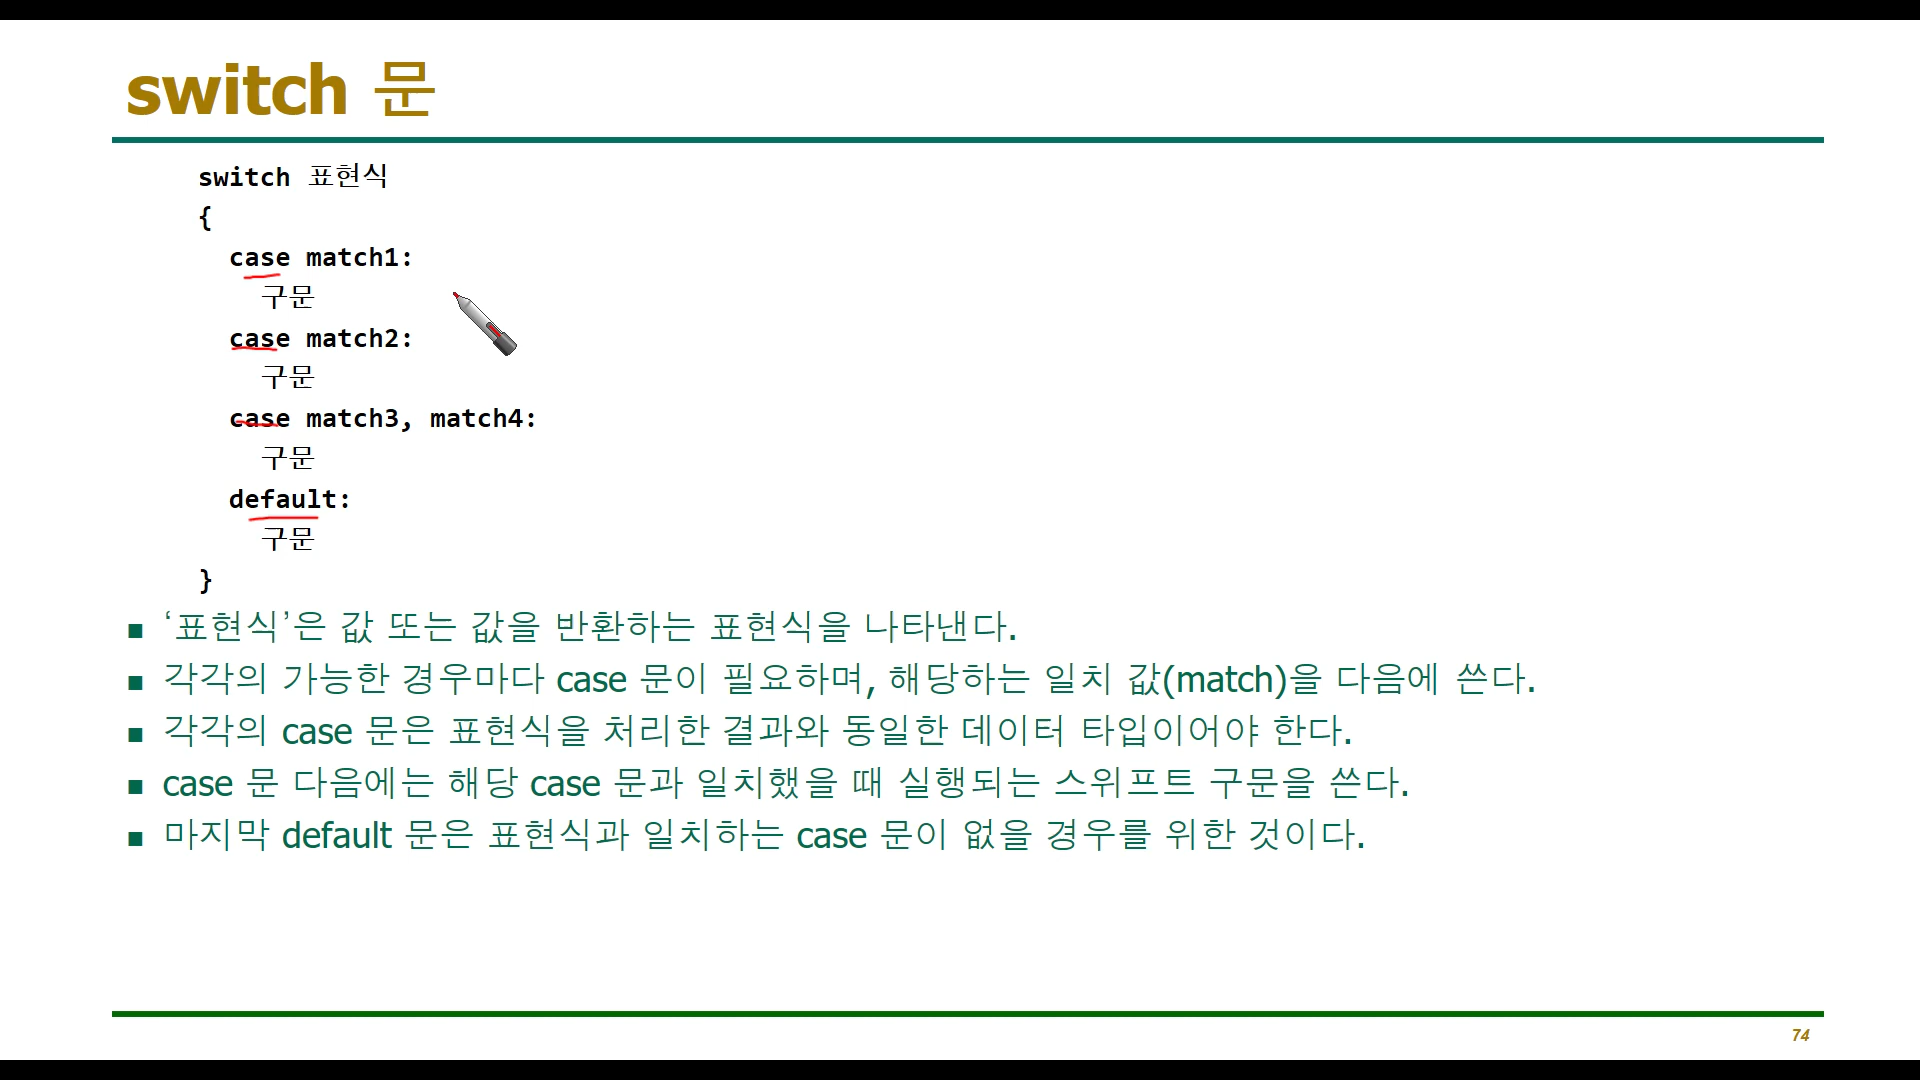 switch 문
switch 표현식
{
case match1:
구문
case match2:
구문
case match3, match4:
구문
default:
구문
}
■ ‘표현식’은 값 또는 값을 반환하는 표현식을 나타낸다.
■ 각각의 가능한 경우마다 case 문이 필요하며, 해당하는 일치 값(match)을 다음에 쓴다.
■ 각각의 case 문은 표현식을 처리한 결과와 동일한 데이터 타입이어야 한다.
■ case 문 다음에는 해당 case 문과 일치했을 때 실행되는 스위프트 구문을 쓴다.
■ 마지막 default 문은 표현식과 일치하는 case 문이 없을 경우를 위한 것이다.
74